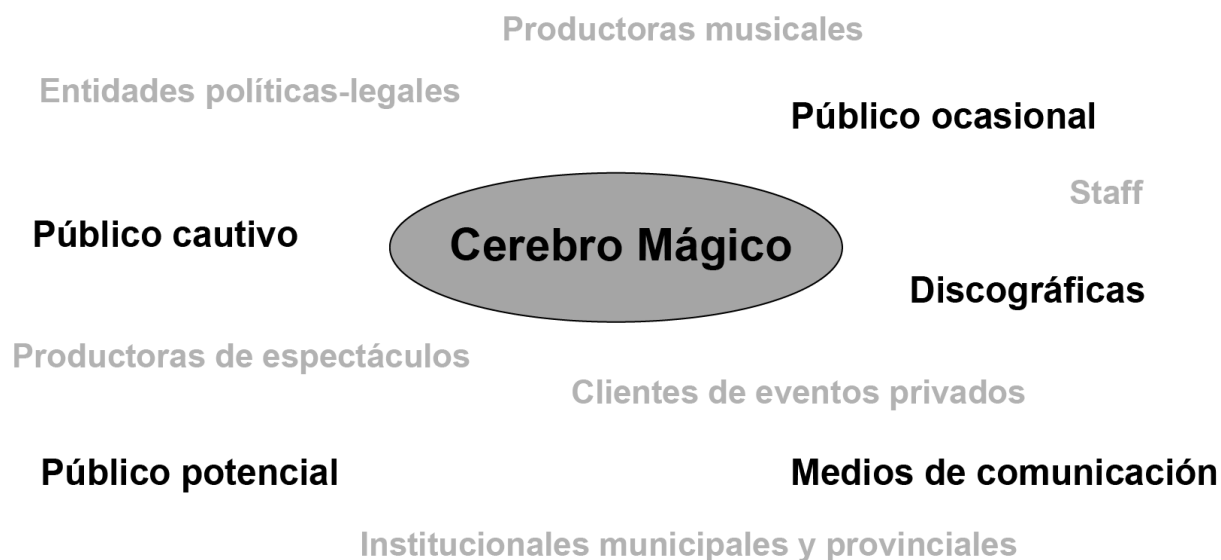 Productoras musicales
Entidades políticas-legales
Público ocasional
Staff
Público cautivo
Cerebro Mágico
Discográficas
Productoras de espectáculos
Clientes de eventos privados
Público potencial
Medios de comunicación
Institucionales municipales y provinciales